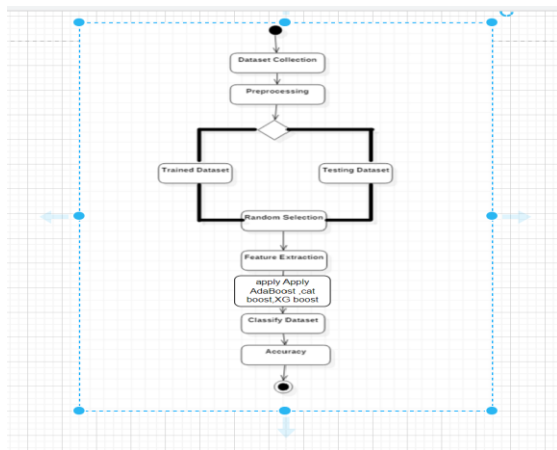 Dataset Collection
Preprocessing
Trained Dataset
Testing Dataset
Random Selection
Feature Extraction
apply Apply
AdaBoost ,cat
boost,XG boost
Classify Dataset
Accuracy